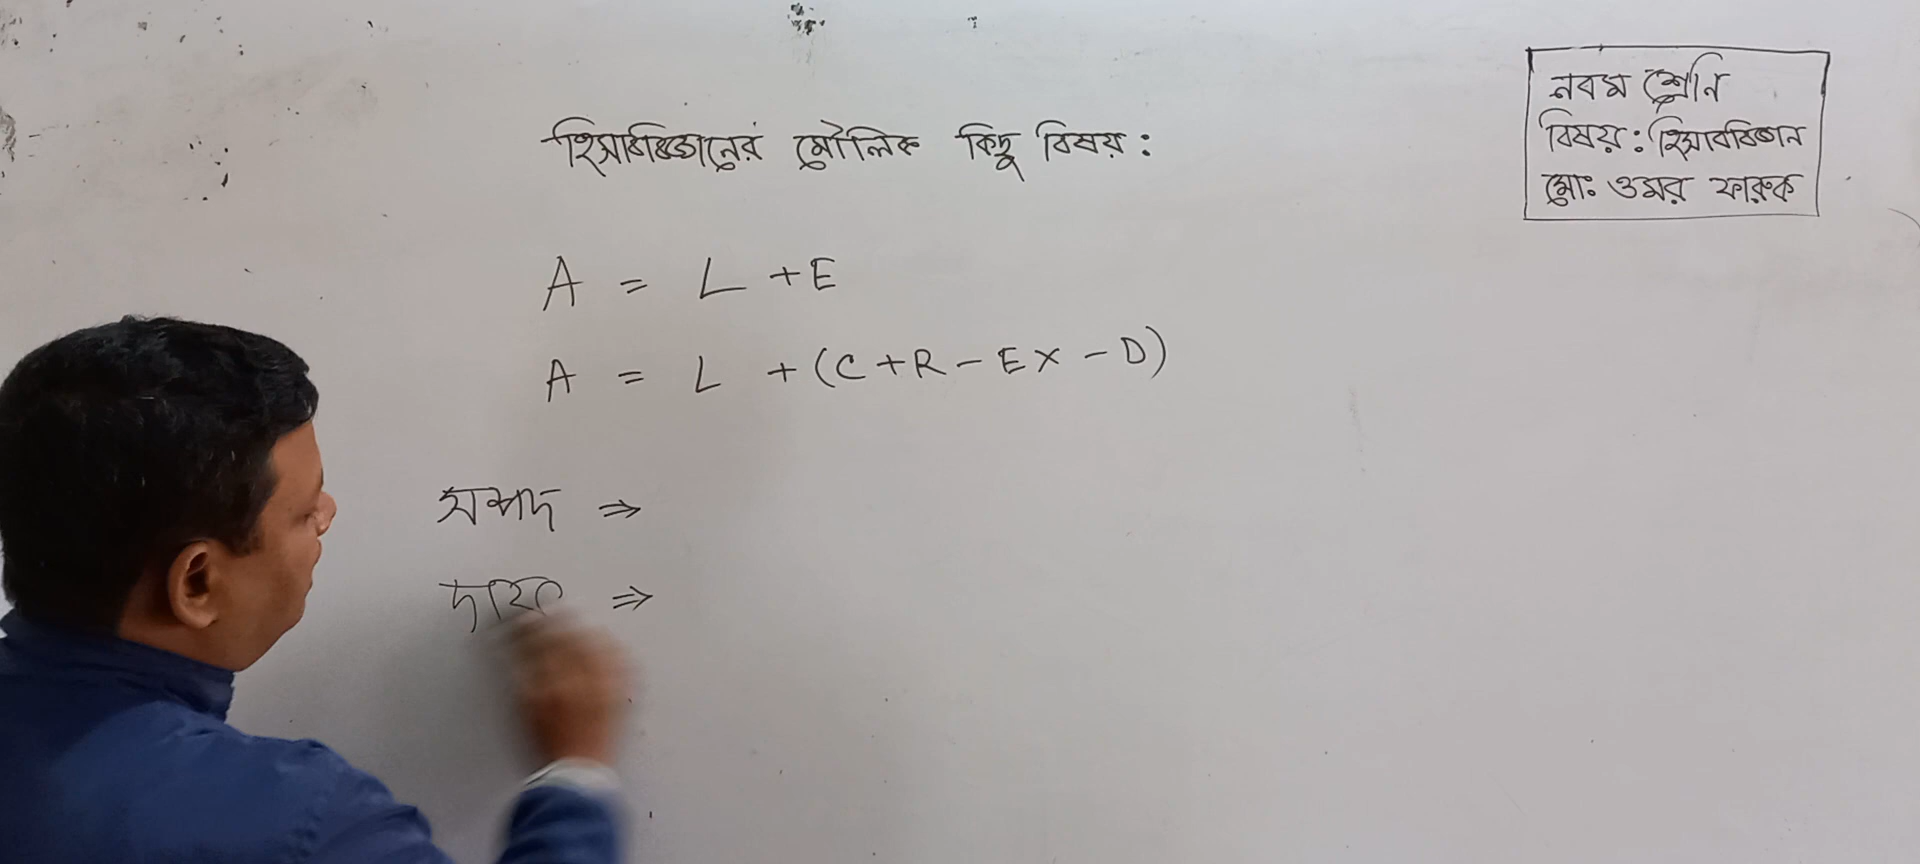 নবম শ্রেনি
বিষয়: হিসাববিজ্ঞান
মোঃ ওমর ফারুক
হিসাববিজ্ঞানের মৌলিক কিছু বিষয়:
A = L + E
A = L + (C + R - EX - D)
সম্পদ ⇒
দায় ⇒